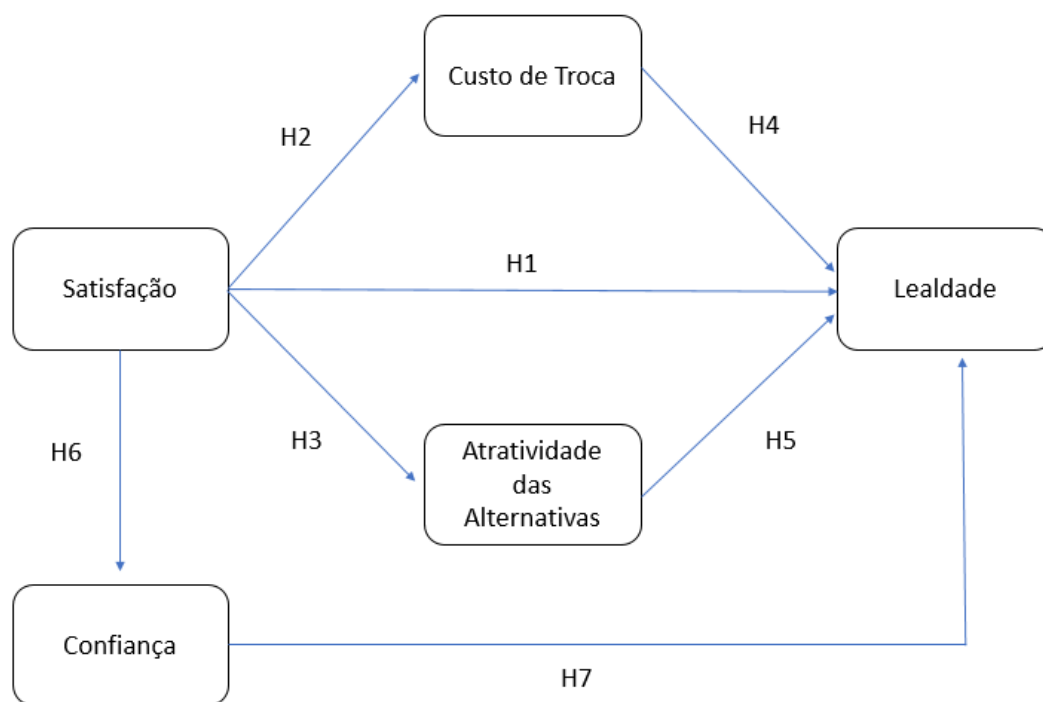 Custo de Troca
H2
H4
H1
Satisfação
Lealdade
H6
H3
Atratividade
das
Alternativas
H5
Confiança
H7